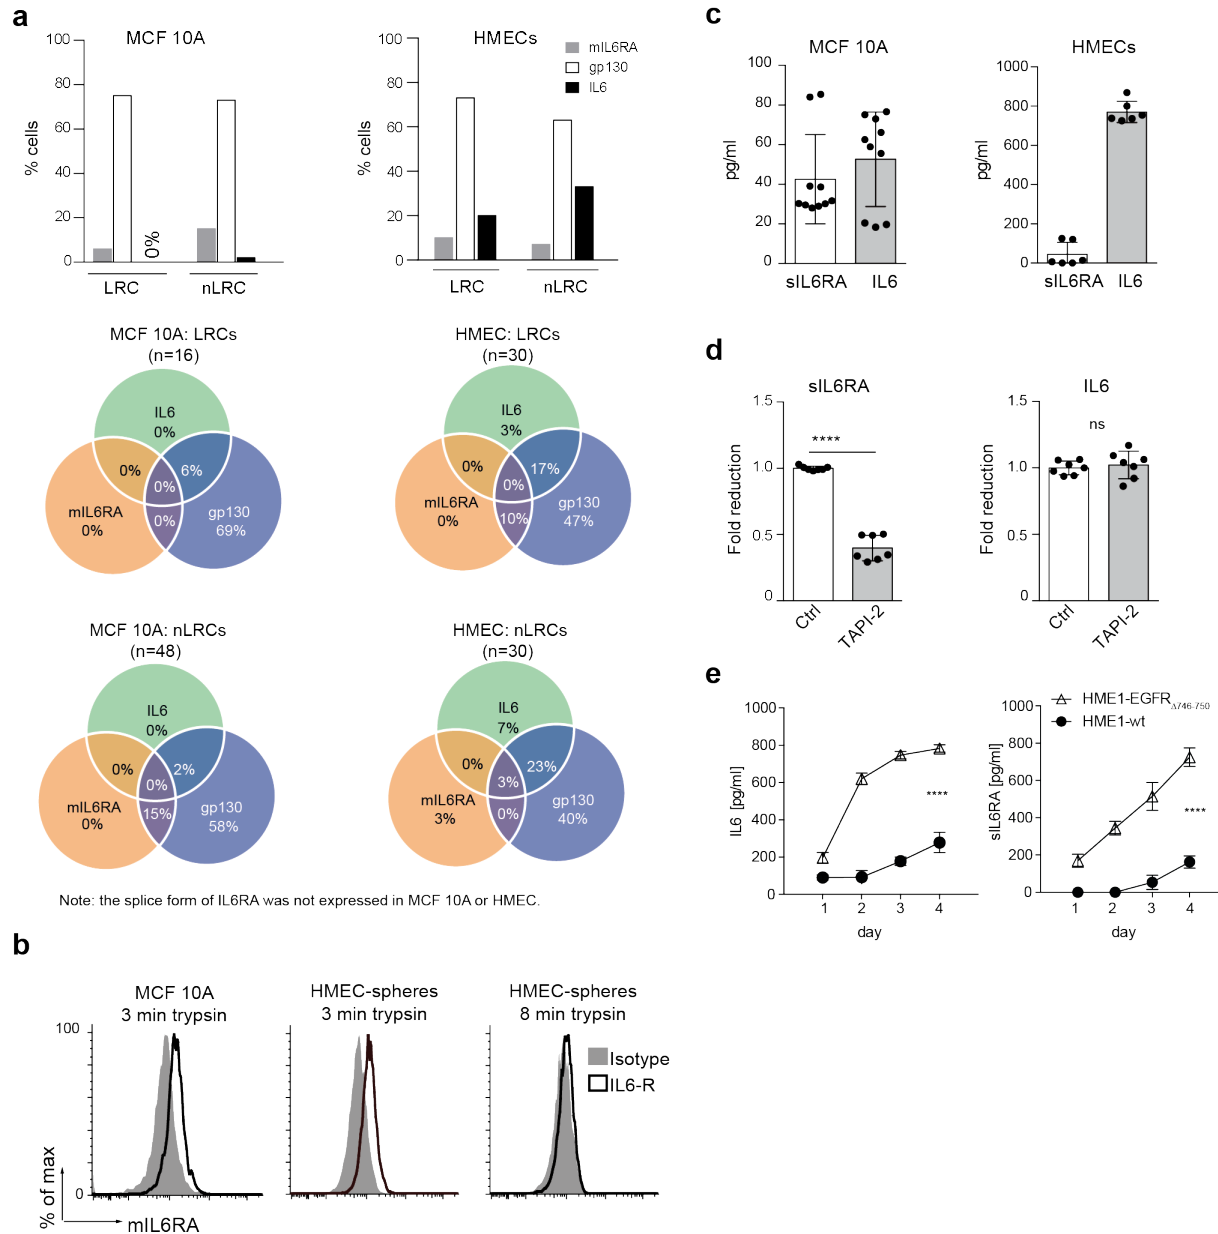 a
MCF 10A
% cells
100
80
60
40
20
0
0%
LRC
nLRC
HMECs
mIL6RA
gp130
IL6
% cells
100
80
60
40
20
0
LRC
nLRC
MCF 10A: LRCs
(n=16)
IL6
0%
0%
6%
0%
mIL6RA
0%
0%
gp130
69%
HMEC: LRCs
(n=30)
IL6
3%
0%
17%
0%
mIL6RA
0%
10%
gp130
47%
MCF 10A: nLRCs
(n=48)
IL6
0%
0%
2%
0%
mIL6RA
0%
15%
gp130
58%
HMEC: nLRCs
(n=30)
IL6
7%
0%
23%
3%
mIL6RA
3%
0%
gp130
40%
Note: the splice form of IL6RA was not expressed in MCF 10A or HMEC.
b
MCF 10A
3 min trypsin
HMEC-spheres
3 min trypsin
HMEC-spheres
8 min trypsin
100
0
% of max
mIL6RA
Isotype
IL6-R
c
MCF 10A
pg/ml
100
80
60
40
20
0
sIL6RA
IL6
HMECs
pg/ml
1000
800
600
400
200
0
sIL6RA
IL6
d
sIL6RA
Fold reduction
1.5
1.0
0.5
0
****
Ctrl
TAPI-2
IL6
Fold reduction
1.5
1.0
0.5
0
ns
Ctrl
TAPI-2
e
IL6 [pg/ml]
1000
800
600
400
200
0
****
1 2 3 4
day
HME1-EGFRΔ746-750
HME1-wt
sIL6RA [pg/ml]
1000
800
600
400
200
0
****
1 2 3 4
day